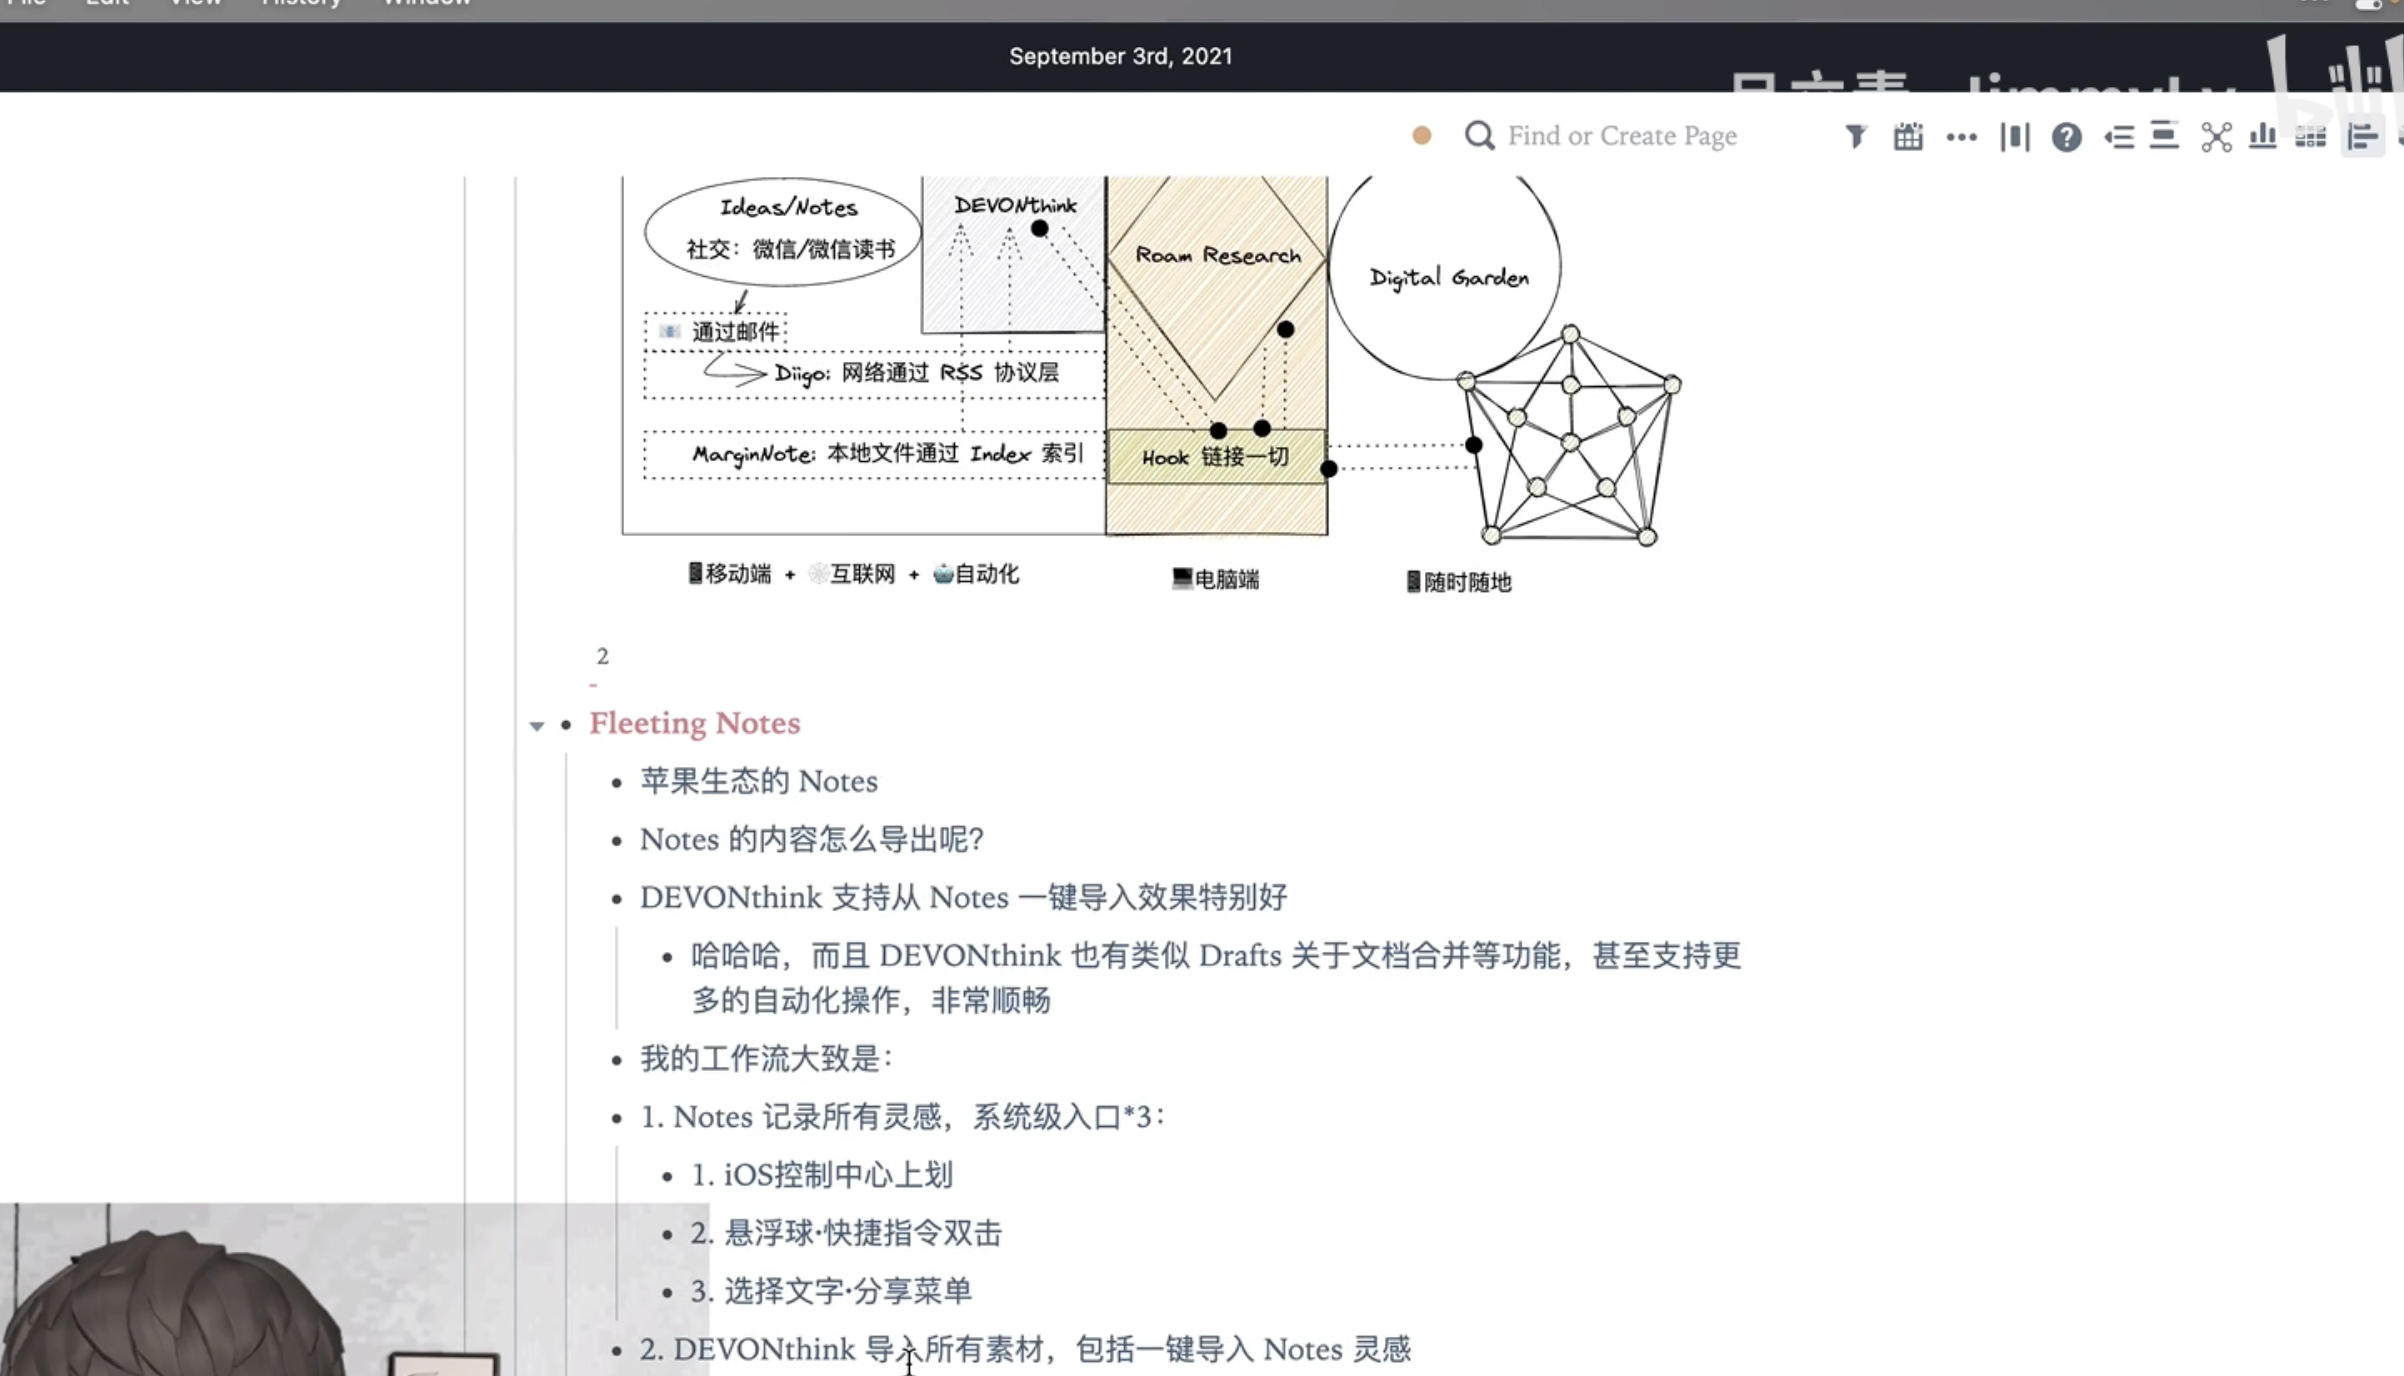 File Edit View History Window
September 3rd, 2021
Find or Create Page
Ideas/Notes
社交：微信/微信读书
DEVONthink
Roam Research
Digital Garden
通过邮件
Diigo: 网络通过 RSS 协议层
MarginNote: 本地文件通过 Index 索引
Hook 链接一切
移动端 + 互联网 + 自动化
电脑端
随时随地
2
Fleeting Notes
苹果生态的 Notes
Notes 的内容怎么导出呢？
DEVONthink 支持从 Notes 一键导入效果特别好
哈哈哈，而且 DEVONthink 也有类似 Drafts 关于文档合并等功能，甚至支持更
多的自动化操作，非常顺畅
我的工作流大致是：
1. Notes 记录所有灵感，系统级入口*3：
1. iOS控制中心上划
2. 悬浮球·快捷指令双击
3. 选择文字·分享菜单
2. DEVONthink 导入所有素材，包括一键导入 Notes 灵感